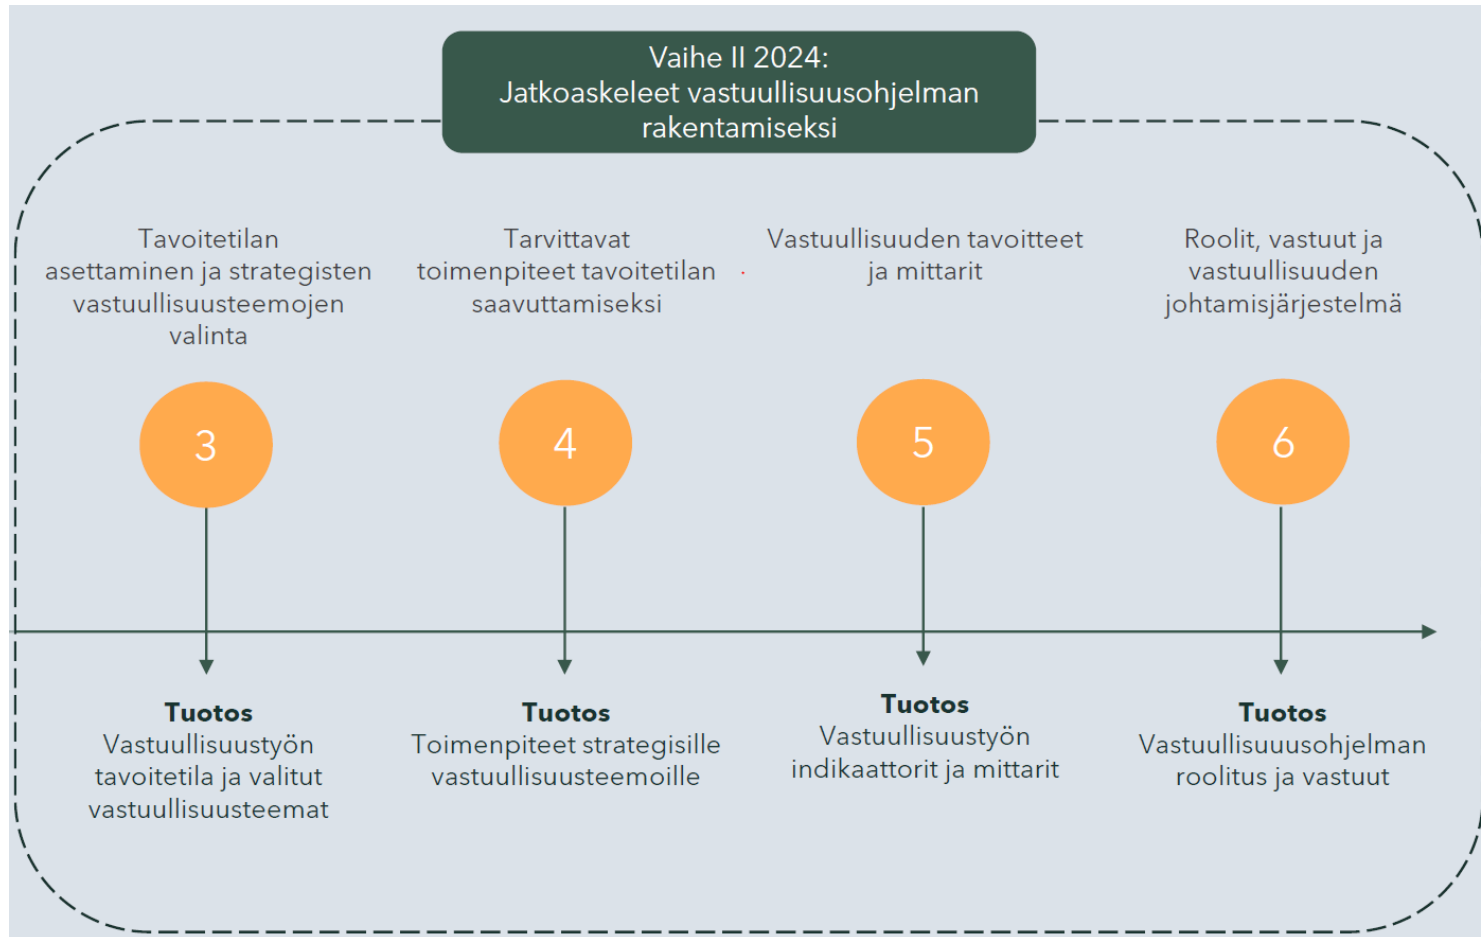 Vaihe II 2024:
Jatkoaskeleet vastuullisuusohjelman
rakentamiseksi
Tavoitetilan
asettaminen ja strategisten
vastuullisuusteemojen
valinta
Tarvittavat
toimenpiteet tavoitetilan
saavuttamiseksi
Vastuullisuuden tavoitteet
ja mittarit
Roolit, vastuut ja
vastuullisuuden
johtamisjärjestelmä
3
4
5
6
Tuotos
Vastuullisuustyön
tavoitetila ja valitut
vastuullisuusteemat
Tuotos
Toimenpiteet strategisille
vastuullisuusteemoille
Tuotos
Vastuullisuustyön
indikaattorit ja mittarit
Tuotos
Vastuullisuuusohjelman
roolitus ja vastuut